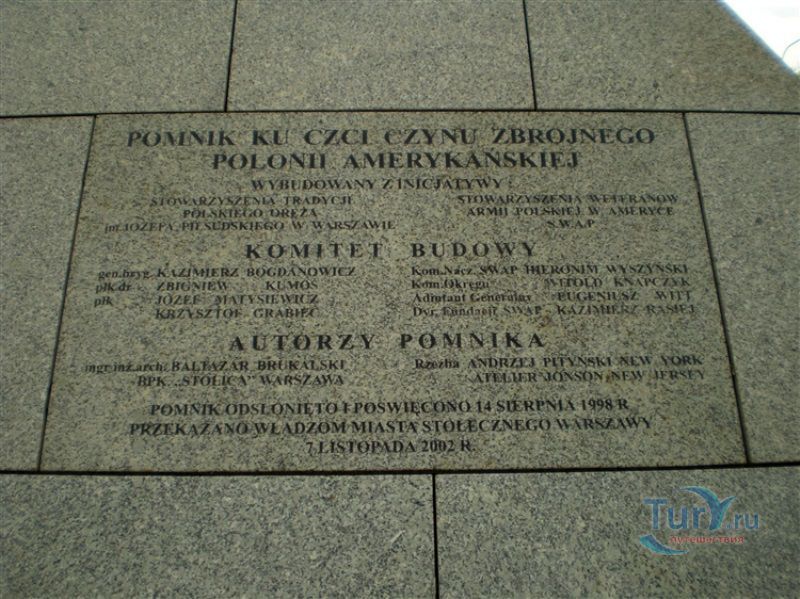 POMNIK KU CZCI CZYNU ZBROJNEGO
POLONII AMERYKAŃSKIEJ
WYBUDOWANY Z INICJATYWY :
STOWARZYSZENIA TRADYCJI
POLSKIEGO ORĘŻA
im. JÓZEFA PIŁSUDSKIEGO W WARSZAWIE
STOWARZYSZENIA WETERANÓW
ARMII POLSKIEJ W AMERYCE
S.W.A.P
KOMITET BUDOWY
gen.bryg. KAZIMIERZ BOGDANOWICZ
płk.dr ZBIGNIEW KUMOŚ
płk JÓZEF MATYSIEWICZ
KRZYSZTOF GRABIEC
Kom.Nacz. SWAP HIERONIM WYSZYŃSKI
Kom.Okręgu WITOLD KNAPCZYK
Adiutant Generalny EUGENIUSZ WITT
Dyr. Fundacji SWAP KAZIMIERZ RASIEJ
AUTORZY POMNIKA
mgr inż.arch. BALTAZAR BRUKALSKI
BPK „STOLICA" WARSZAWA
Rzeźba ANDRZEJ PITYŃSKI NEW YORK
ATELIER JONSON NEW JERSEY
POMNIK ODSŁONIĘTO I POŚWIĘCONO 14 SIERPNIA 1998 R
PRZEKAZANO WŁADZOM MIASTA STOŁECZNEGO WARSZAWY
7 LISTOPADA 2002 R.
Tury.ru
путешествия